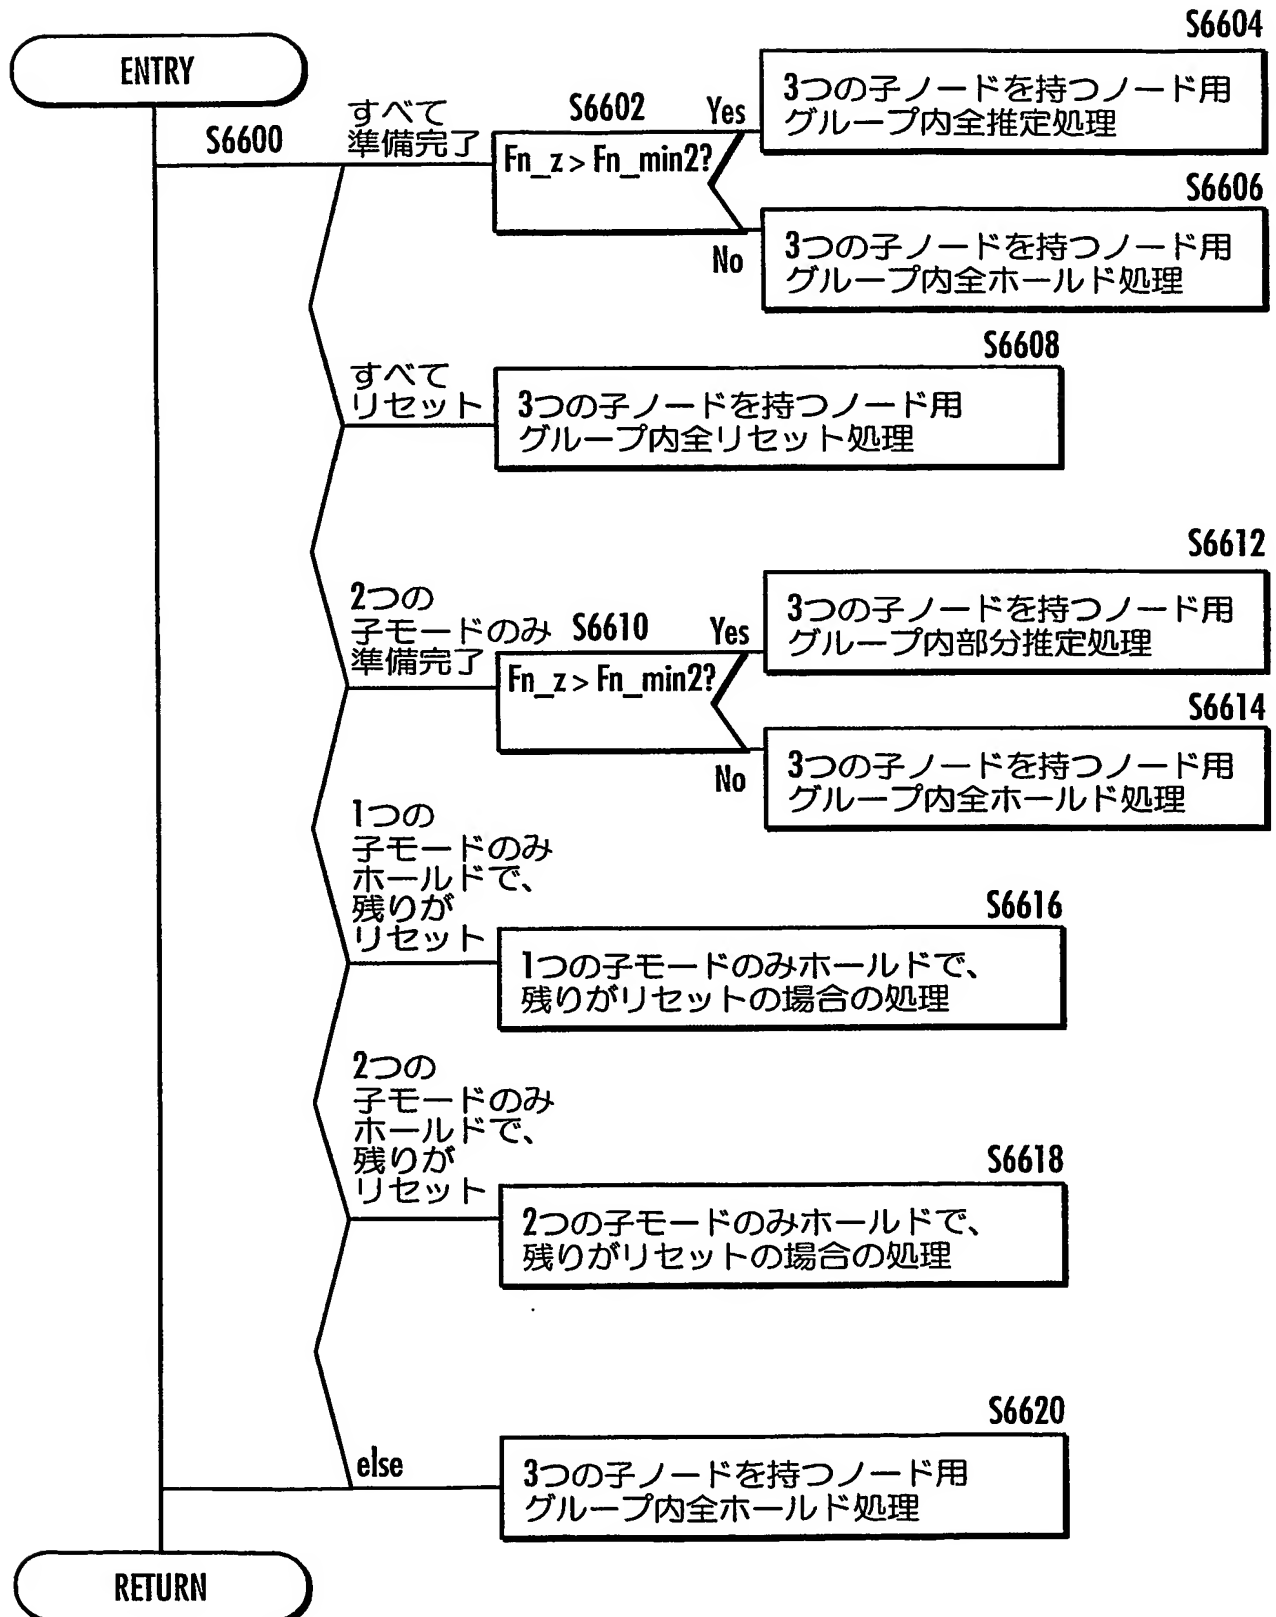 ENTRY
S6600
すべて
準備完了
S6602
Fn_z > Fn_min2?
Yes
S6604
3つの子ノードを持つノード用
グループ内全推定処理
No
S6606
3つの子ノードを持つノード用
グループ内全ホールド処理
すべて
リセット
S6608
3つの子ノードを持つノード用
グループ内全リセット処理
2つの
子モードのみ
準備完了
S6610
Fn_z > Fn_min2?
Yes
S6612
3つの子ノードを持つノード用
グループ内部分推定処理
No
S6614
3つの子ノードを持つノード用
グループ内全ホールド処理
1つの
子モードのみ
ホールドで、
残りが
リセット
S6616
1つの子モードのみホールドで、
残りがリセットの場合の処理
2つの
子モードのみ
ホールドで、
残りが
リセット
S6618
2つの子モードのみホールドで、
残りがリセットの場合の処理
else
S6620
3つの子ノードを持つノード用
グループ内全ホールド処理
RETURN